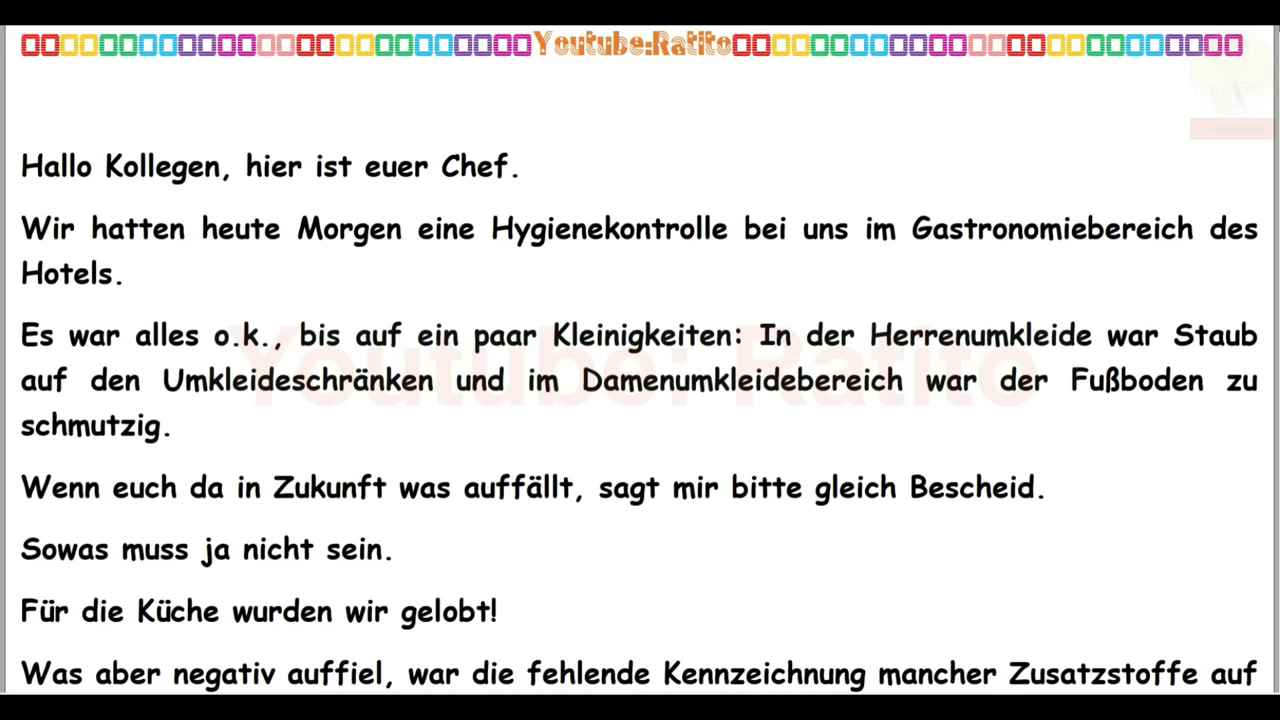 Youtube:Ratito
Hallo Kollegen, hier ist euer Chef.
Wir hatten heute Morgen eine Hygienekontrolle bei uns im Gastronomiebereich des
Hotels.
Es war alles o.k., bis auf ein paar Kleinigkeiten: In der Herrenumkleide war Staub
auf den Umkleideschränken und im Damenumkleidebereich war der Fußboden zu
schmutzig.
Youtube: Ratito
Wenn euch da in Zukunft was auffällt, sagt mir bitte gleich Bescheid.
Sowas muss ja nicht sein.
Für die Küche wurden wir gelobt!
Was aber negativ auffiel, war die fehlende Kennzeichnung mancher Zusatzstoffe auf